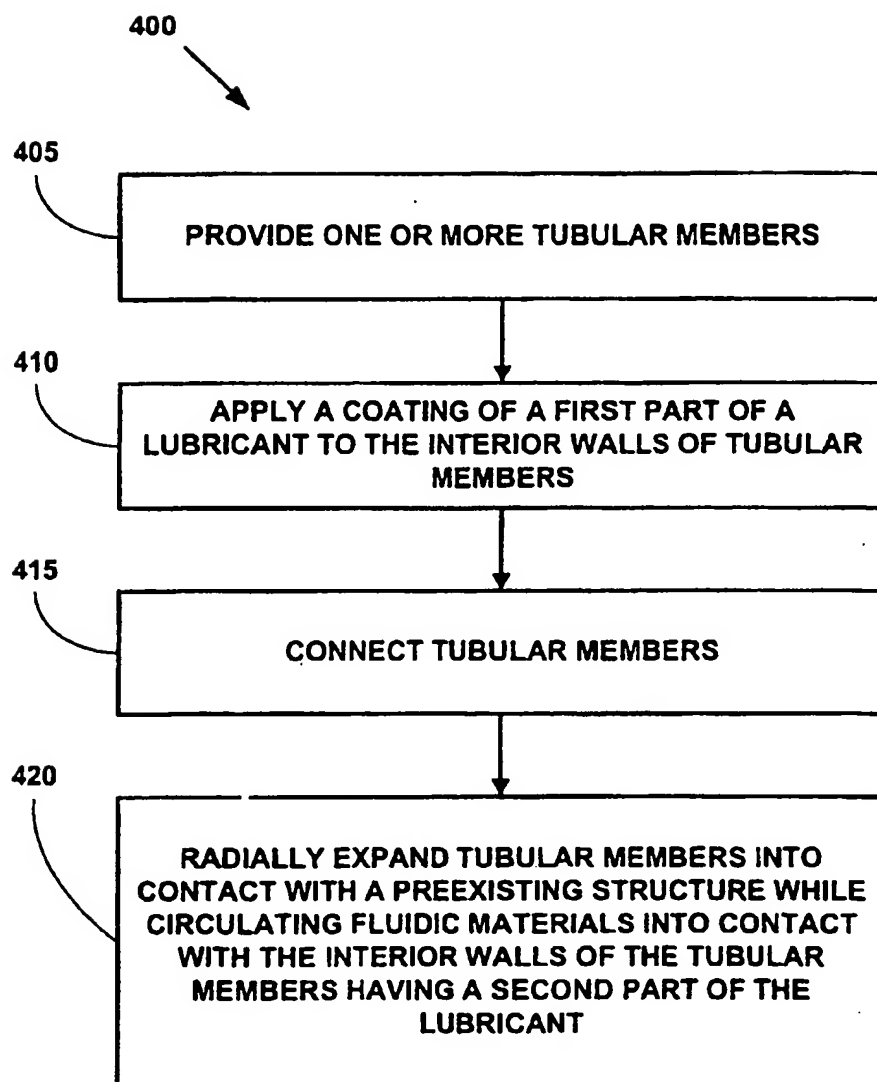 400
405
PROVIDE ONE OR MORE TUBULAR MEMBERS
410
APPLY A COATING OF A FIRST PART OF A
LUBRICANT TO THE INTERIOR WALLS OF TUBULAR
MEMBERS
415
CONNECT TUBULAR MEMBERS
420
RADIALLY EXPAND TUBULAR MEMBERS INTO
CONTACT WITH A PREEXISTING STRUCTURE WHILE
CIRCULATING FLUIDIC MATERIALS INTO CONTACT
WITH THE INTERIOR WALLS OF THE TUBULAR
MEMBERS HAVING A SECOND PART OF THE
LUBRICANT